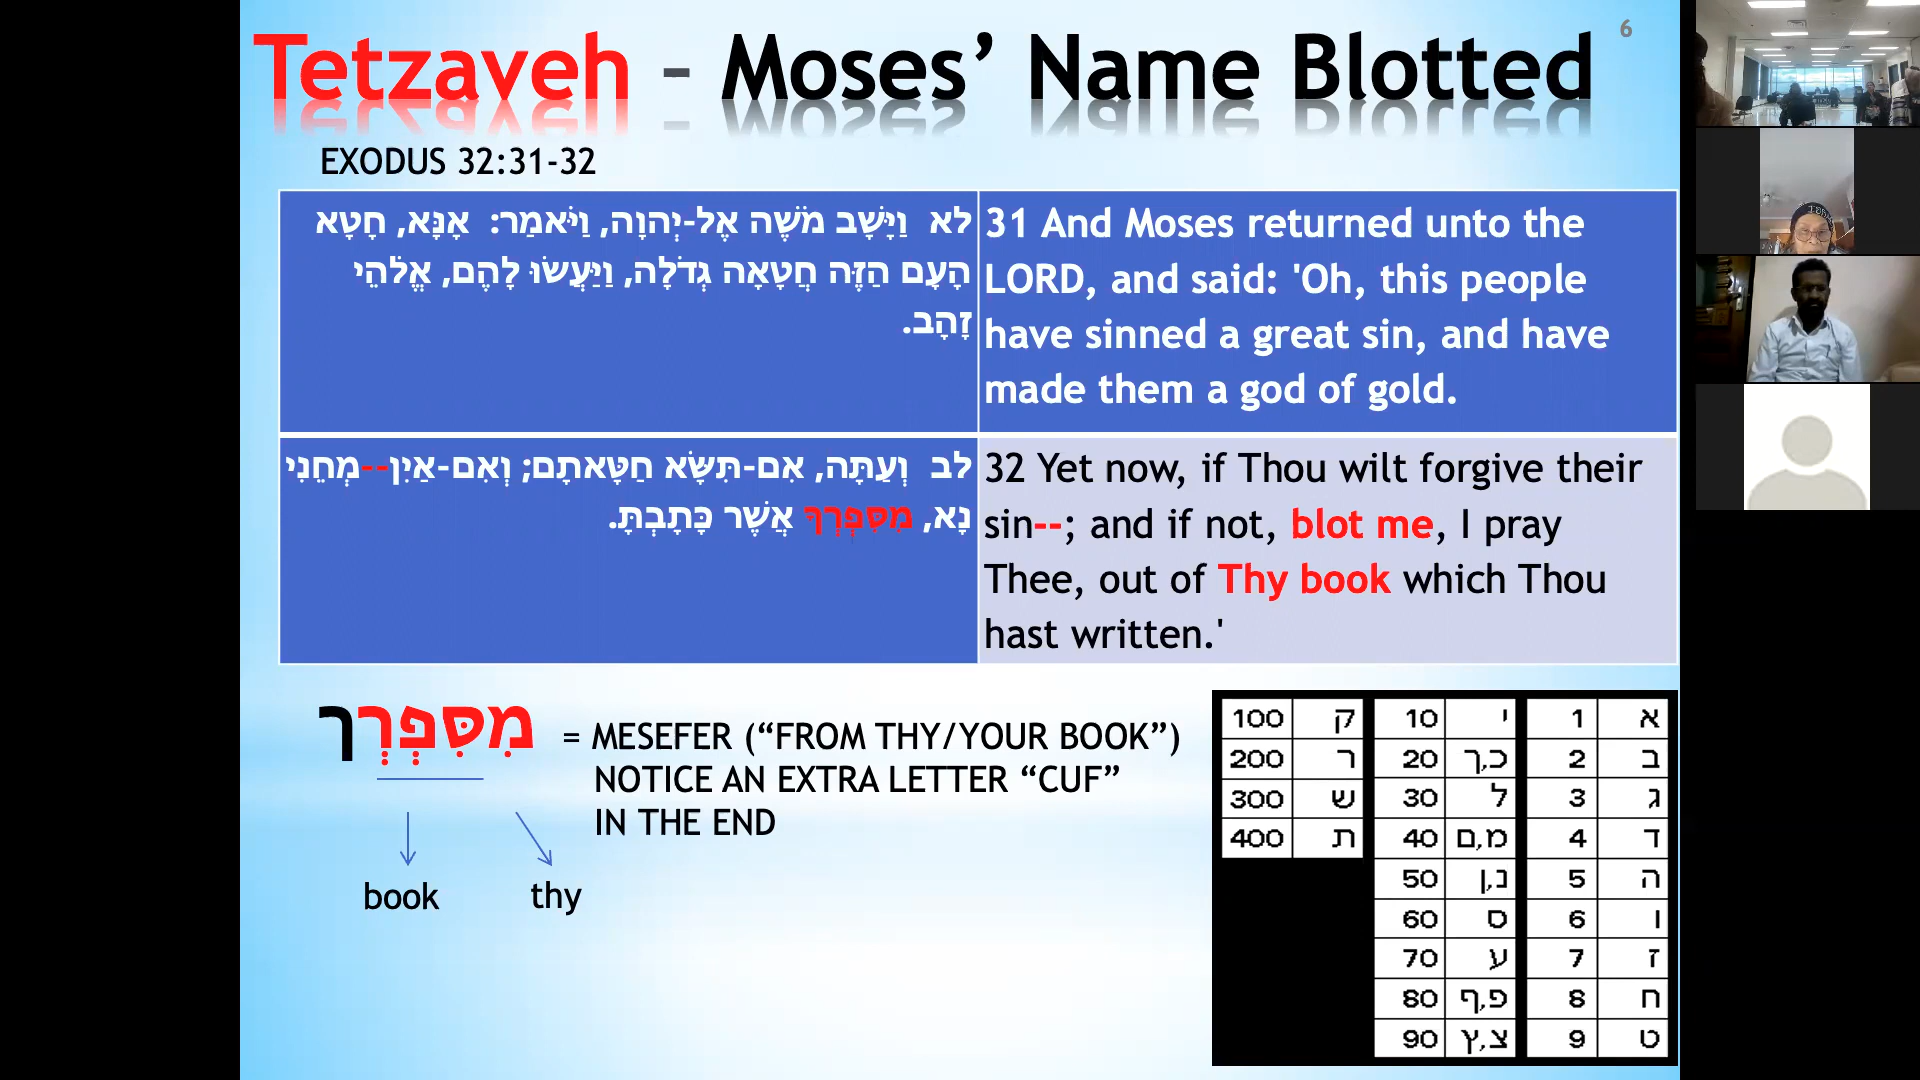 Tetzaveh - Moses’ Name Blotted
6
EXODUS 32:31-32
לא  וַיָּשָׁב מֹשֶׁה אֶל-יְהוָה, וַיֹּאמַר:  אָנָּא, חָטָא
הָעָם הַזֶּה חֲטָאָה גְדֹלָה, וַיַּעֲשׂוּ לָהֶם, אֱלֹהֵי
זָהָב.
31 And Moses returned unto the
LORD, and said: 'Oh, this people
have sinned a great sin, and have
made them a god of gold.
לב  וְעַתָּה, אִם-תִּשָּׂא חַטָּאתָם; וְאִם-אַיִן--מְחֵנִי
נָא, מִסִּפְרְךָ אֲשֶׁר כָּתָבְתָּ.
32 Yet now, if Thou wilt forgive their
sin--; and if not, blot me, I pray
Thee, out of Thy book which Thou
hast written.'
מִסִּפְרְך
= MESEFER (“FROM THY/YOUR BOOK”)
NOTICE AN EXTRA LETTER “CUF”
IN THE END
book thy
100 ק 10 י 1 א
200 ר 20 כ,ך 2 ב
300 ש 30 ל 3 ג
400 ת 40 מ,ם 4 ד
50 נ,ן 5 ה
60 ס 6 ו
70 ע 7 ז
80 פ,ף 8 ח
90 צ,ץ 9 ט